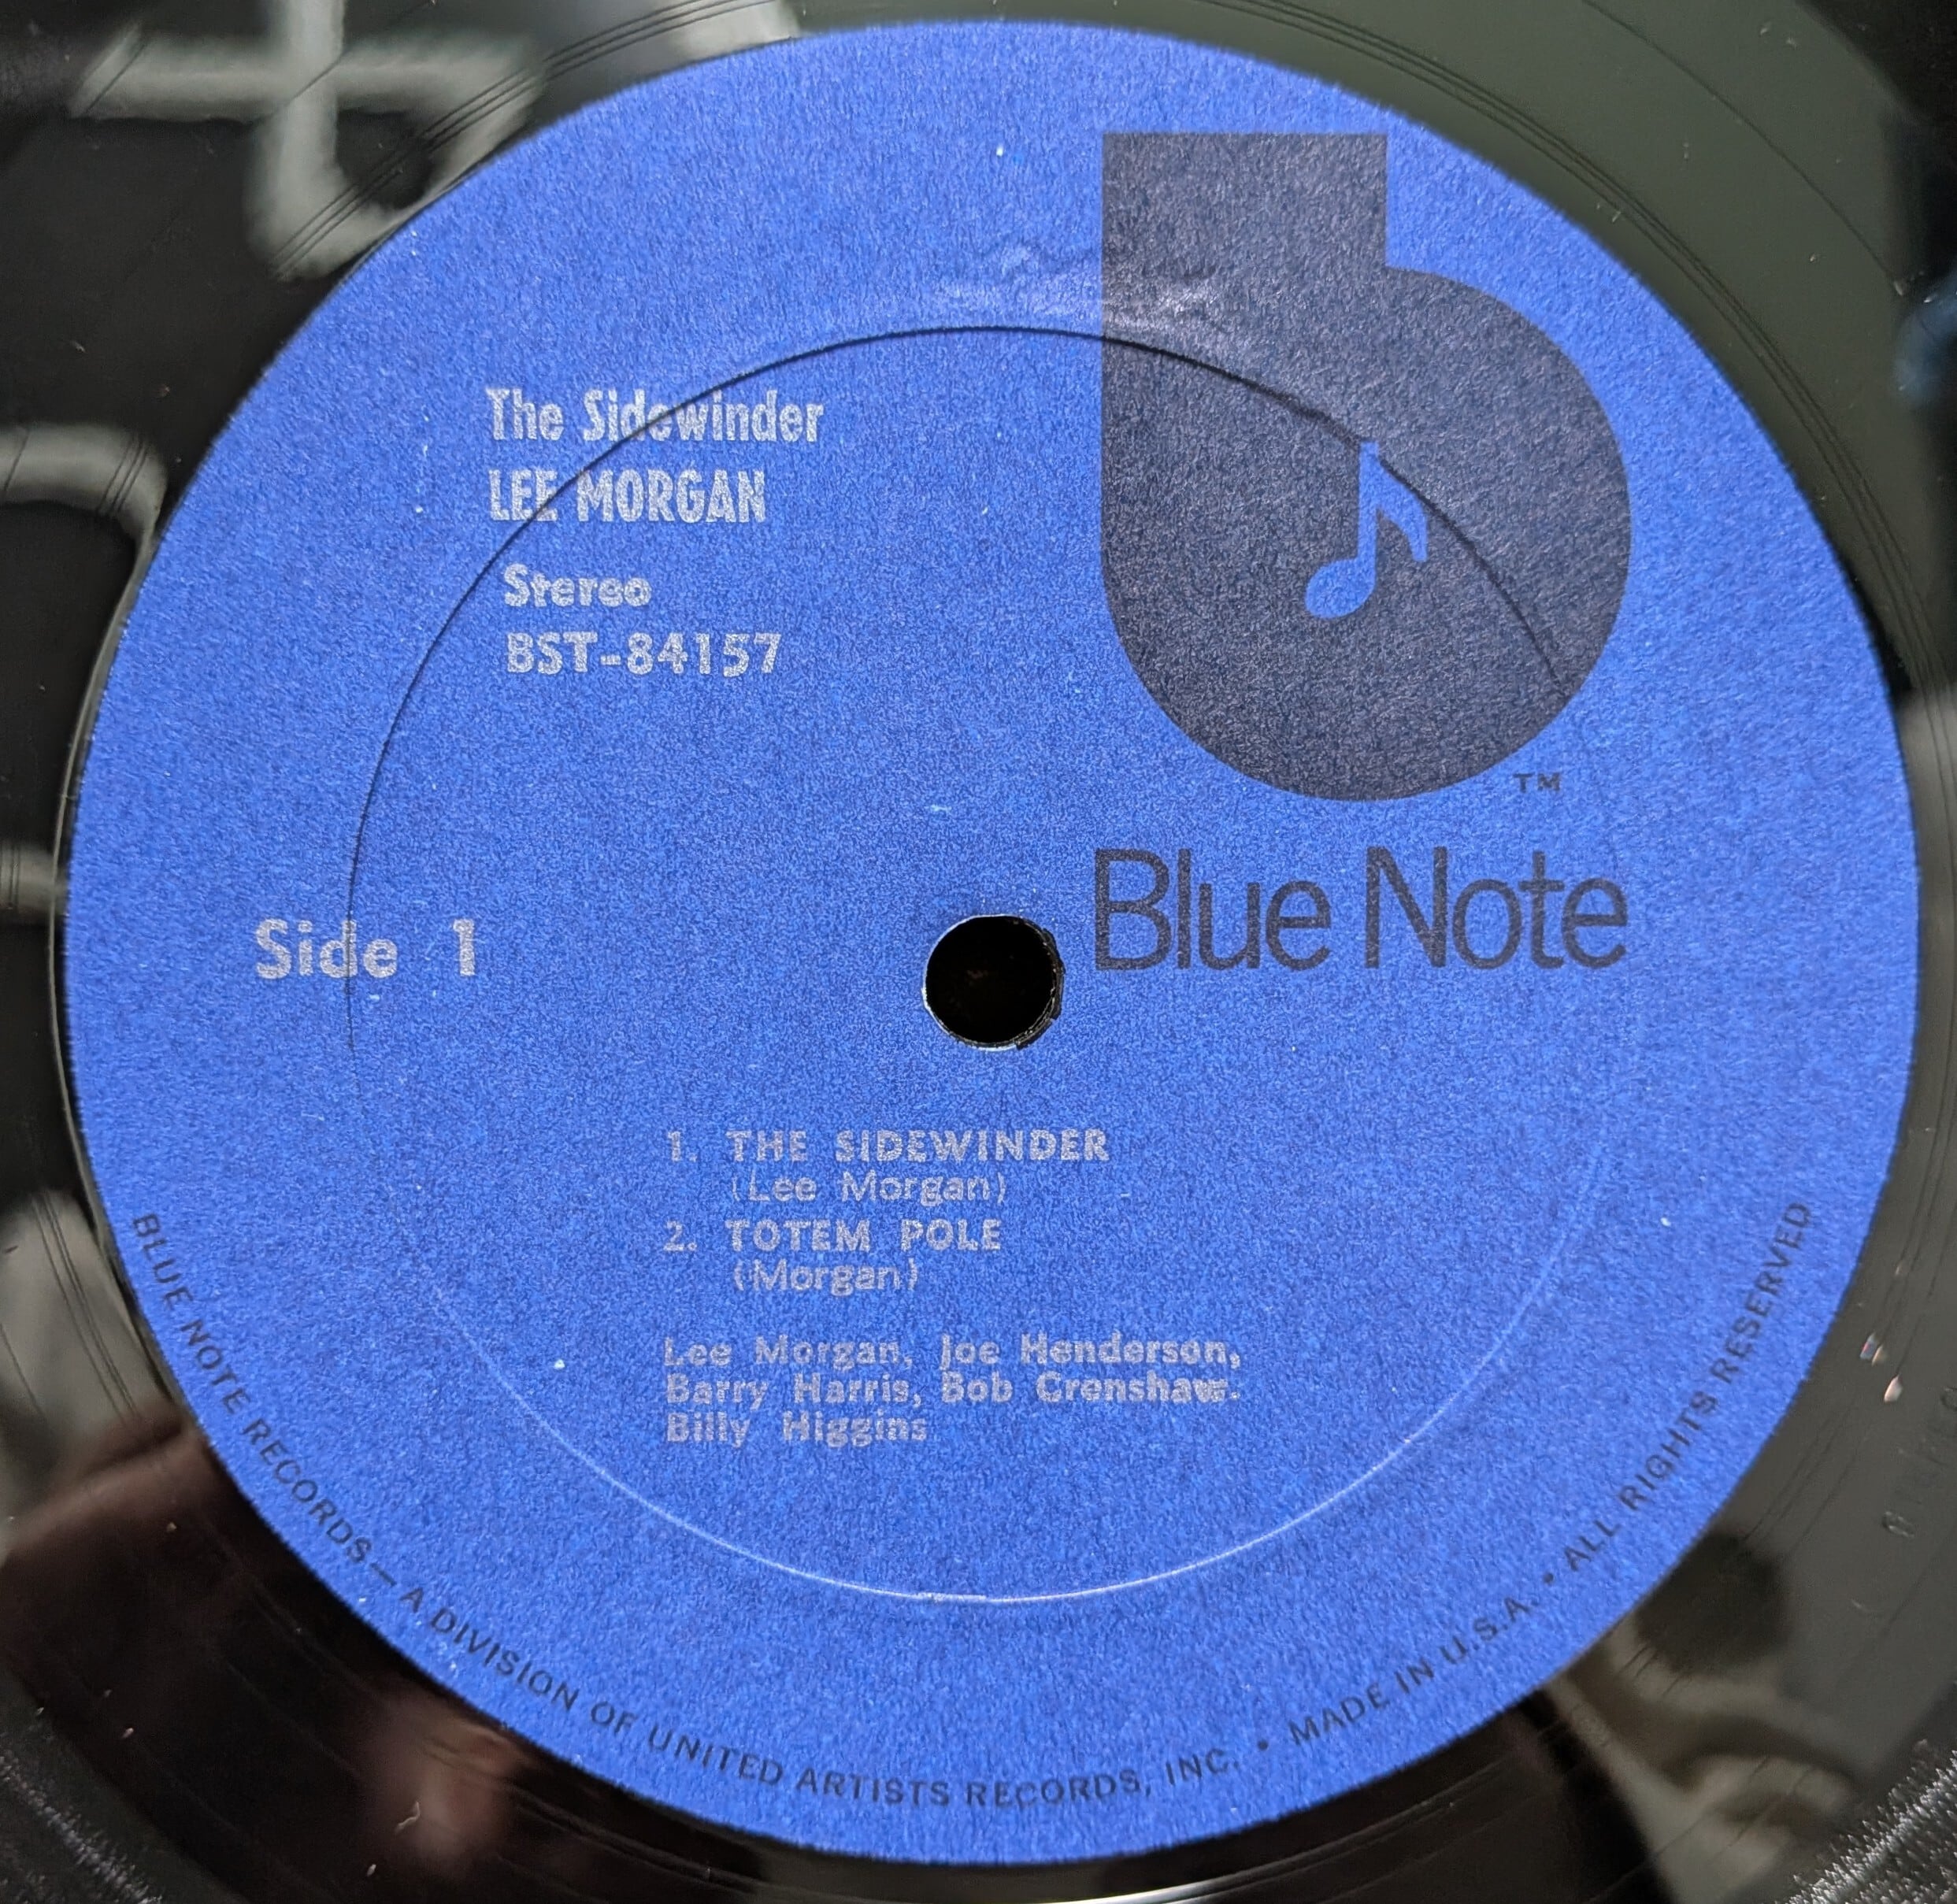 The Sidewinder
LEE MORGAN
Stereo
BST-84157
TM
Blue Note
Side 1
1. THE SIDEWINDER
(Lee Morgan)
2. TOTEM POLE
(Morgan)
Lee Morgan, Joe Henderson,
Barry Harris, Bob Crenshaw.
Billy Higgins
BLUE NOTE RECORDS—A DIVISION OF UNITED ARTISTS RECORDS, INC. • MADE IN U.S.A. • ALL RIGHTS RESERVED